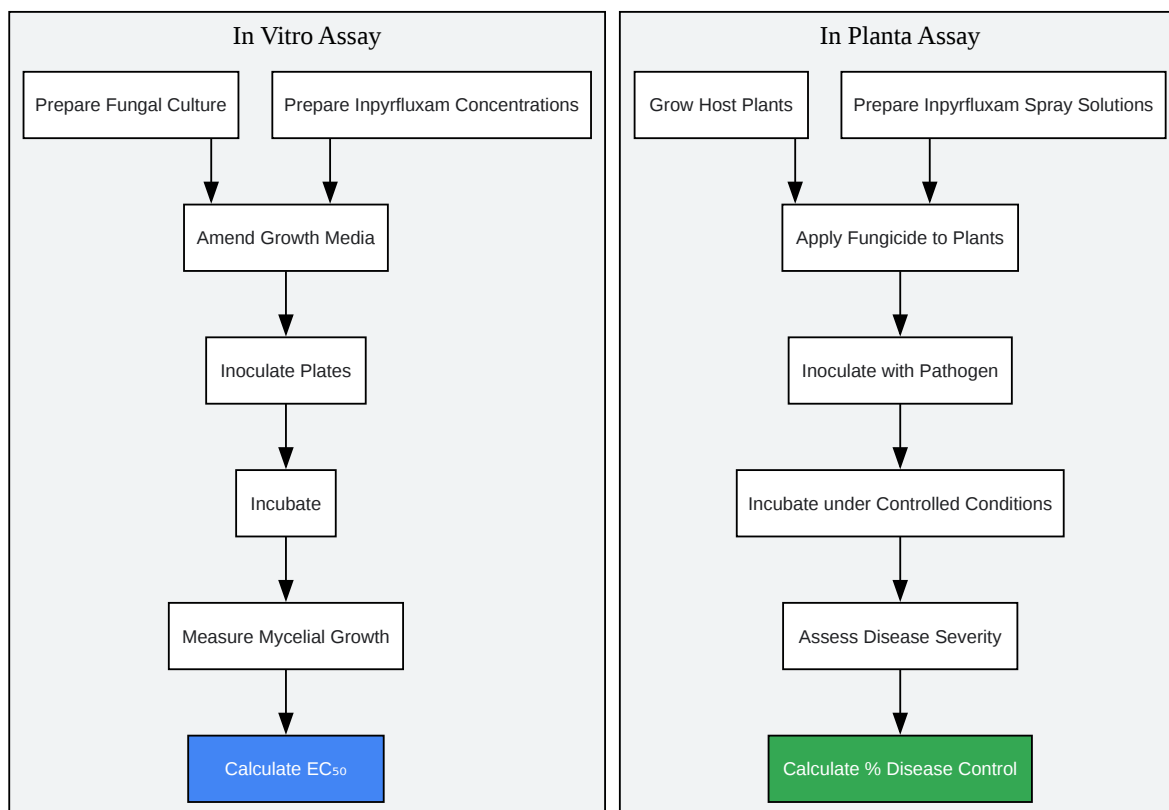 In Vitro Assay
Prepare Fungal Culture
Prepare Inpyrfluxam Concentrations
Amend Growth Media
Inoculate Plates
Incubate
Measure Mycelial Growth
Calculate EC₅₀
In Planta Assay
Grow Host Plants
Prepare Inpyrfluxam Spray Solutions
Apply Fungicide to Plants
Inoculate with Pathogen
Incubate under Controlled Conditions
Assess Disease Severity
Calculate % Disease Control